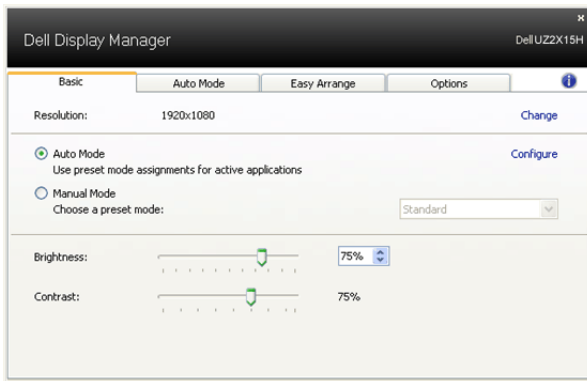 Dell Display Manager
Dell UZ2X15H
Basic
Auto Mode
Easy Arrange
Options
Resolution: 1920x1080 Change
Auto Mode Configure
Use preset mode assignments for active applications
Manual Mode
Choose a preset mode: Standard
Brightness: 75%
Contrast: 75%